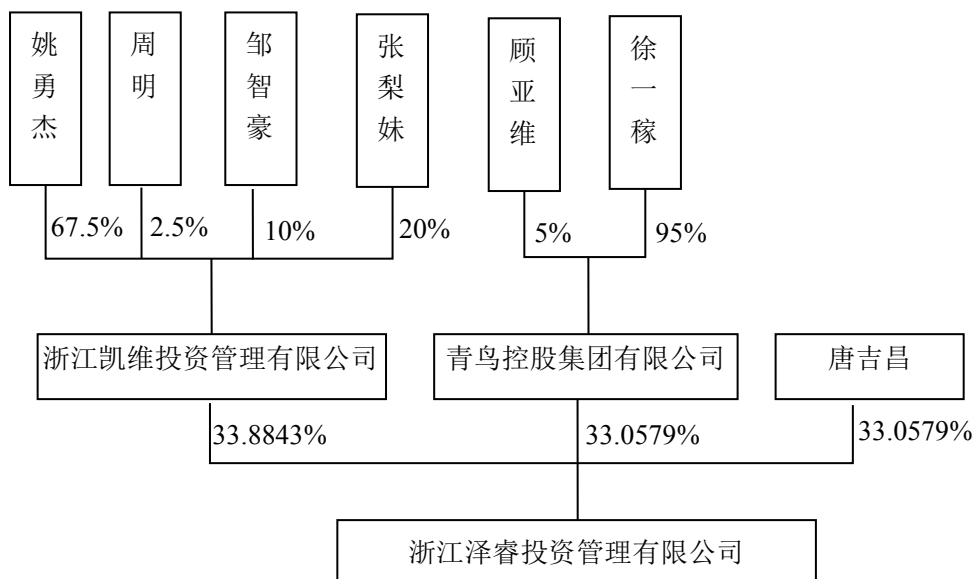 姚勇杰
周明
邹智豪
张梨妹
顾亚维
徐一稼
67.5%
2.5%
10%
20%
5%
95%
浙江凯维投资管理有限公司
青鸟控股集团有限公司
唐吉昌
33.8843%
33.0579%
33.0579%
浙江泽睿投资管理有限公司